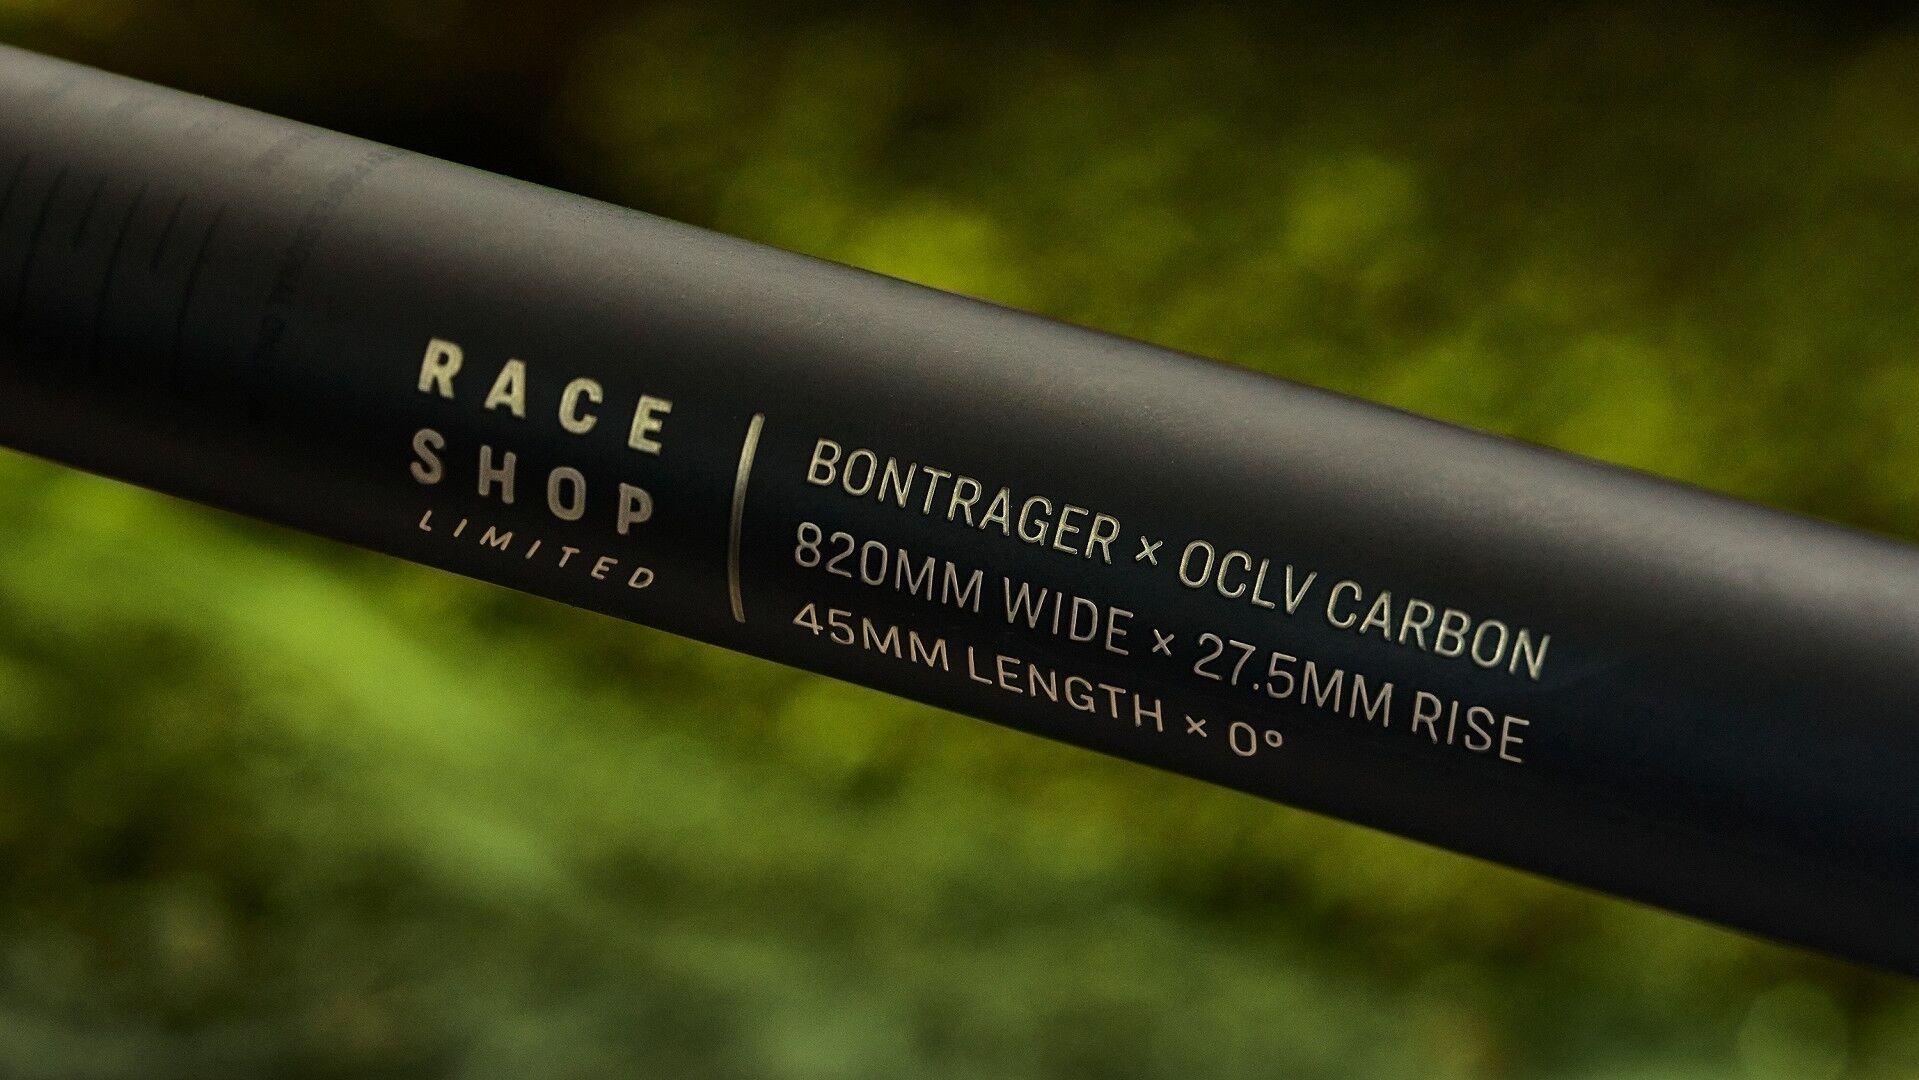 RACE
SHOP
LIMITED
BONTRAGER × OCLV CARBON
820MM WIDE × 27.5MM RISE
45MM LENGTH × 0°